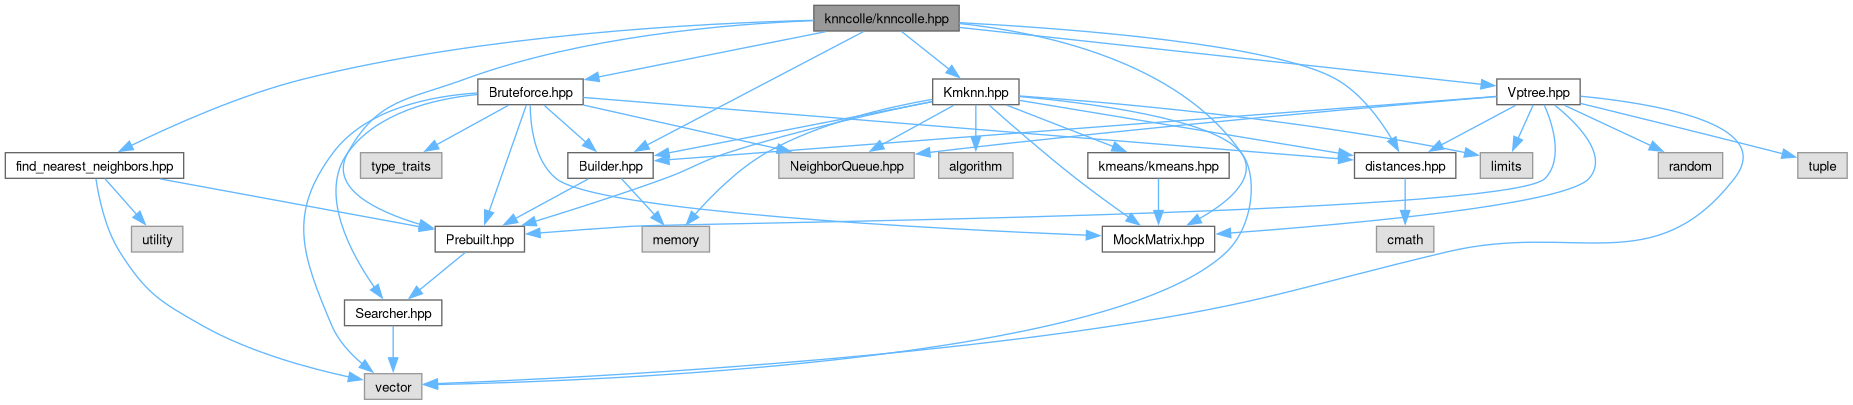 knncolle/knncolle.hpp
Bruteforce.hpp
Kmknn.hpp
Vptree.hpp
find_nearest_neighbors.hpp
type_traits
Builder.hpp
NeighborQueue.hpp
algorithm
kmeans/kmeans.hpp
distances.hpp
limits
random
tuple
utility
Prebuilt.hpp
memory
MockMatrix.hpp
cmath
Searcher.hpp
vector